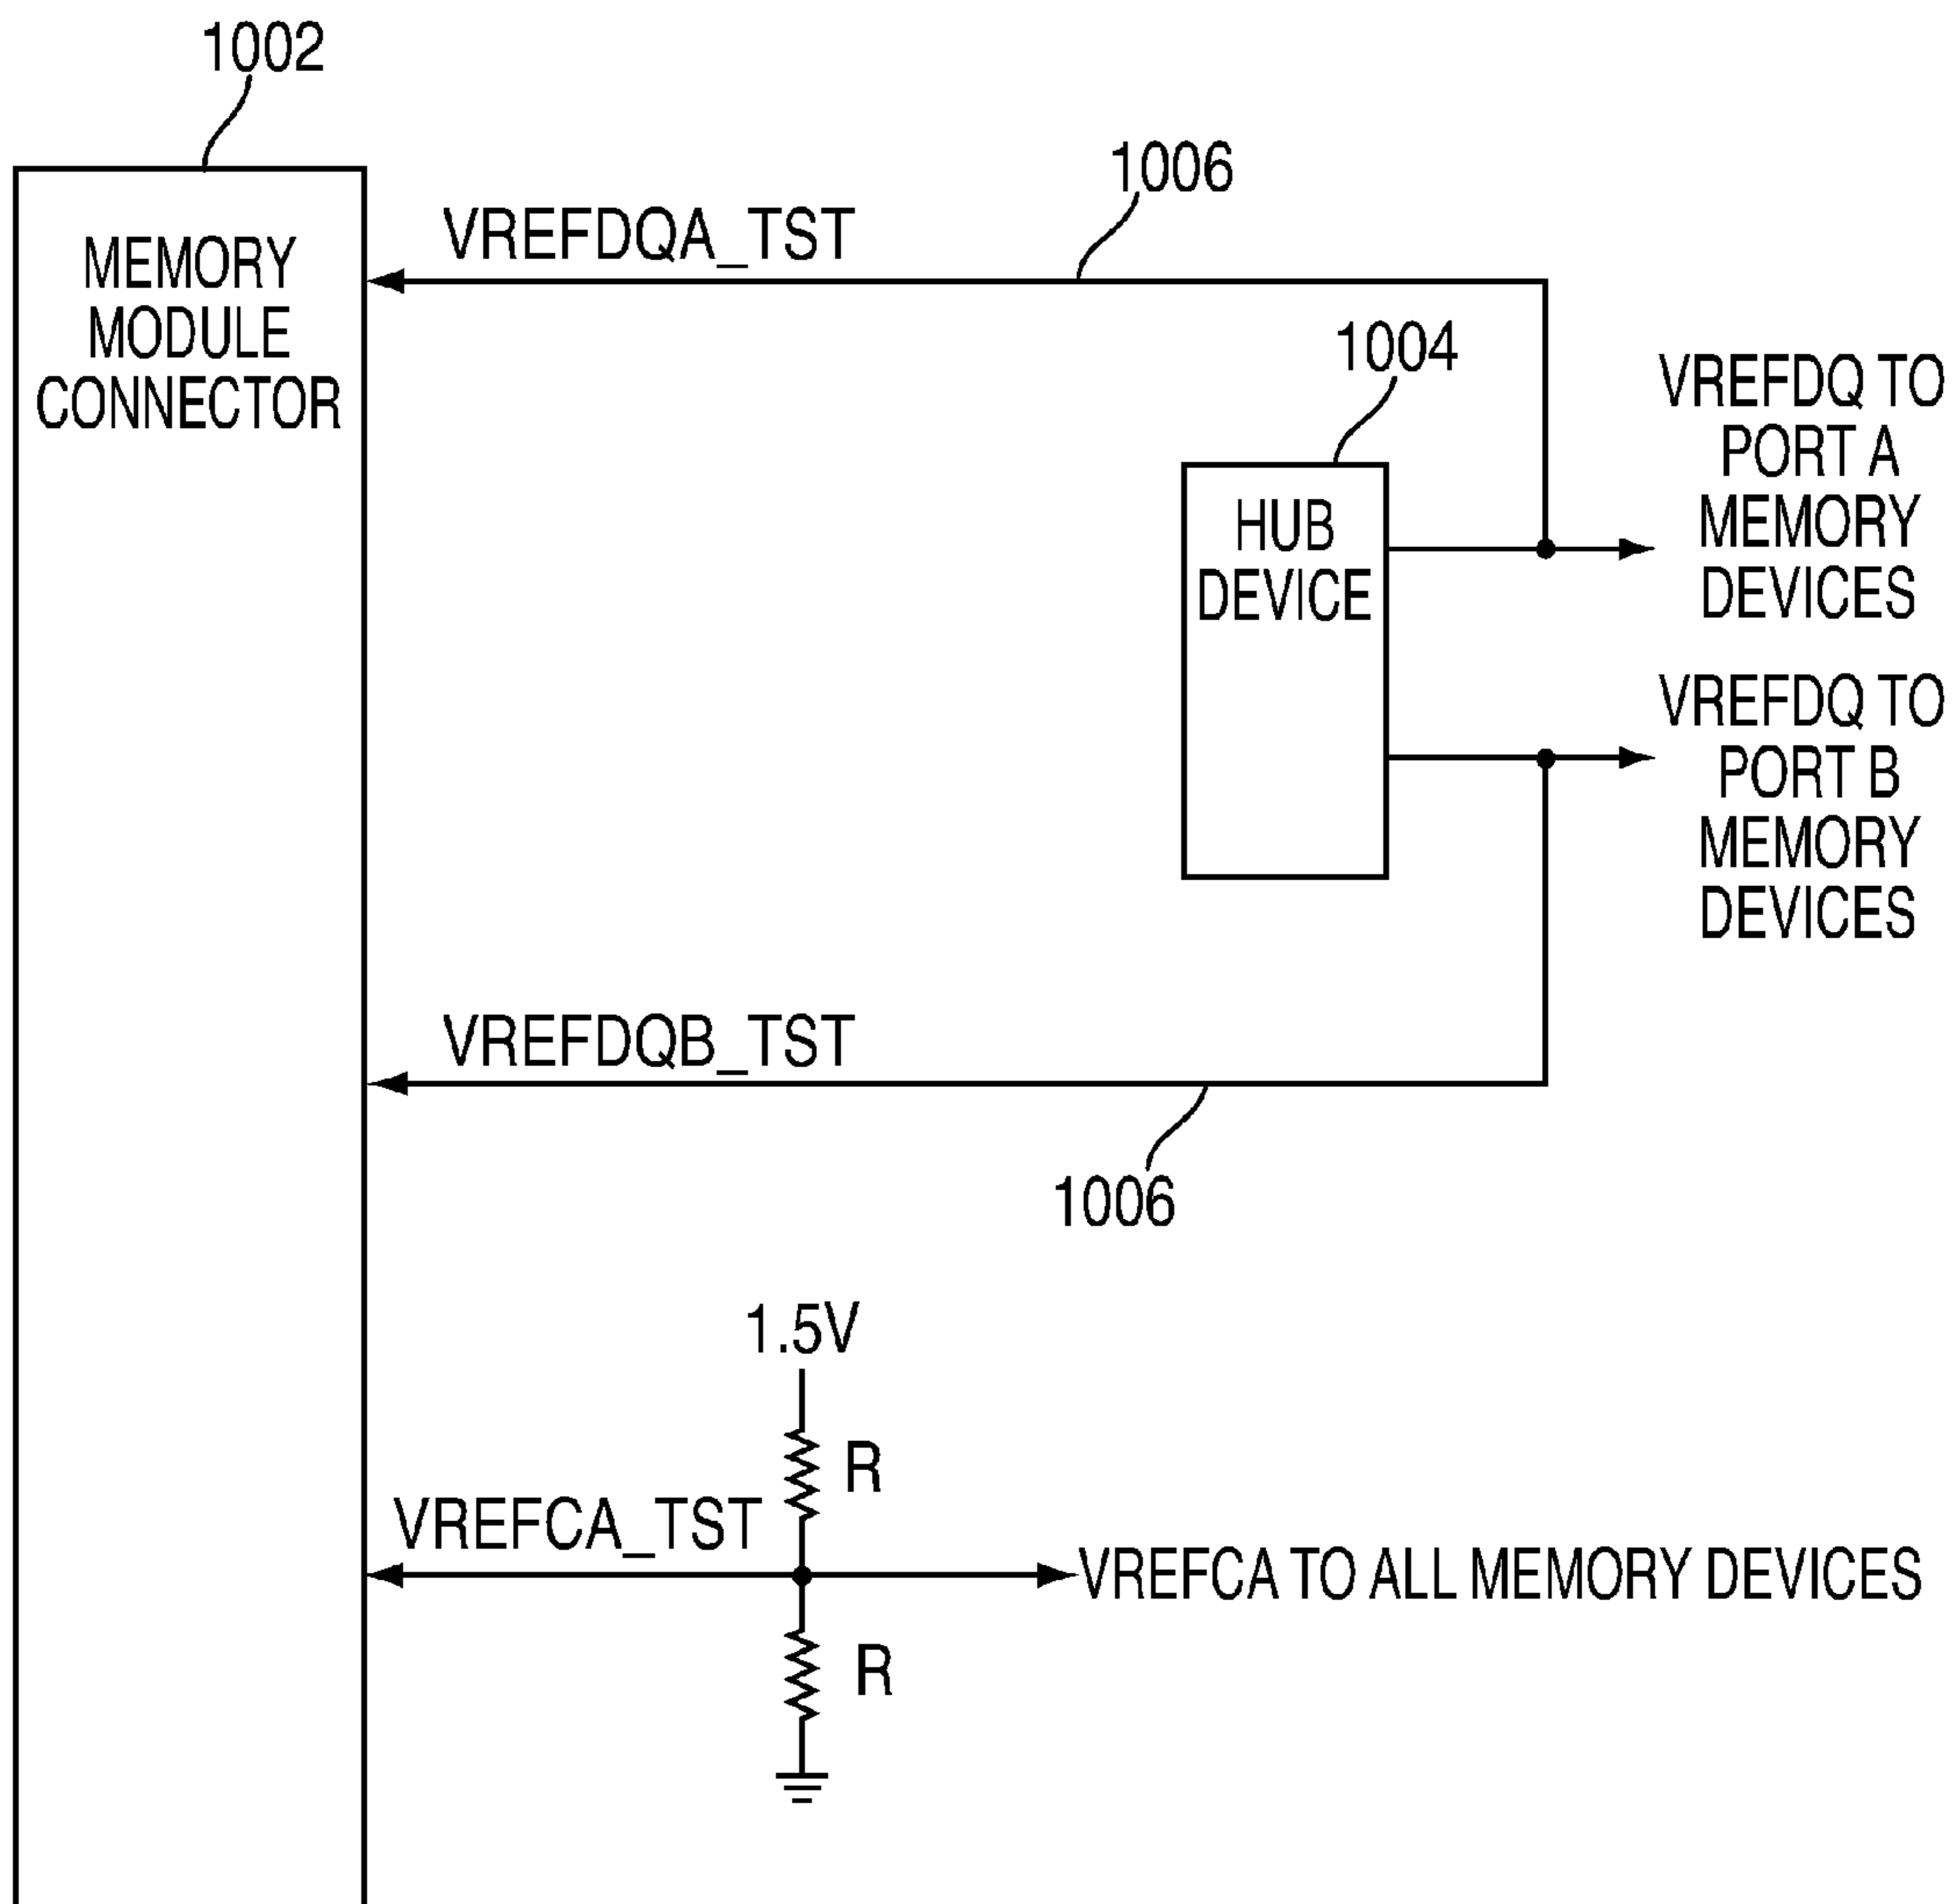 1002
1006
MEMORY
MODULE
CONNECTOR
VREFDQA_TST
1004
HUB
DEVICE
VREFDQ TO
PORT A
MEMORY
DEVICES
VREFDQ TO
PORT B
MEMORY
DEVICES
VREFDQB_TST
1006
1.5V
R
VREFCA_TST
VREFCA TO ALL MEMORY DEVICES
R